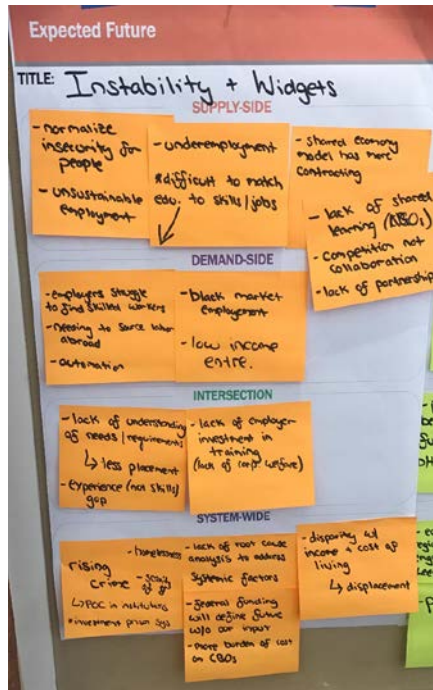 Expected Future
TITLE: Instability + Widgets
SUPPLY-SIDE
- normalize
insecurity for
people
- unsustainable
employment
- underemployment
*difficult to match
edu. to skills/jobs
- shared economy
model has more
contracting
- lack of shared
learning
- competition not
collaboration
- lack of partnership
DEMAND-SIDE
- employers struggle
to find skilled workers
- needing to source labor
abroad
- automation
- black market
employment
- low income
entre.
INTERSECTION
- lack of understanding
of needs/requirements
↳ less placement
- experience (not skills)
gap
- lack of employer
investment in
training
(lack of corp. welfare)
SYSTEM-WIDE
- homelessness
rising
crime
↳ POC in institutions
investment prison sys
- lack of root cause
analysis to address
systemic factors
- federal funding
will define future
w/o our input
- more burden of cost
on CBOs
- disparity w/
income + cost of
living
↳ displacement